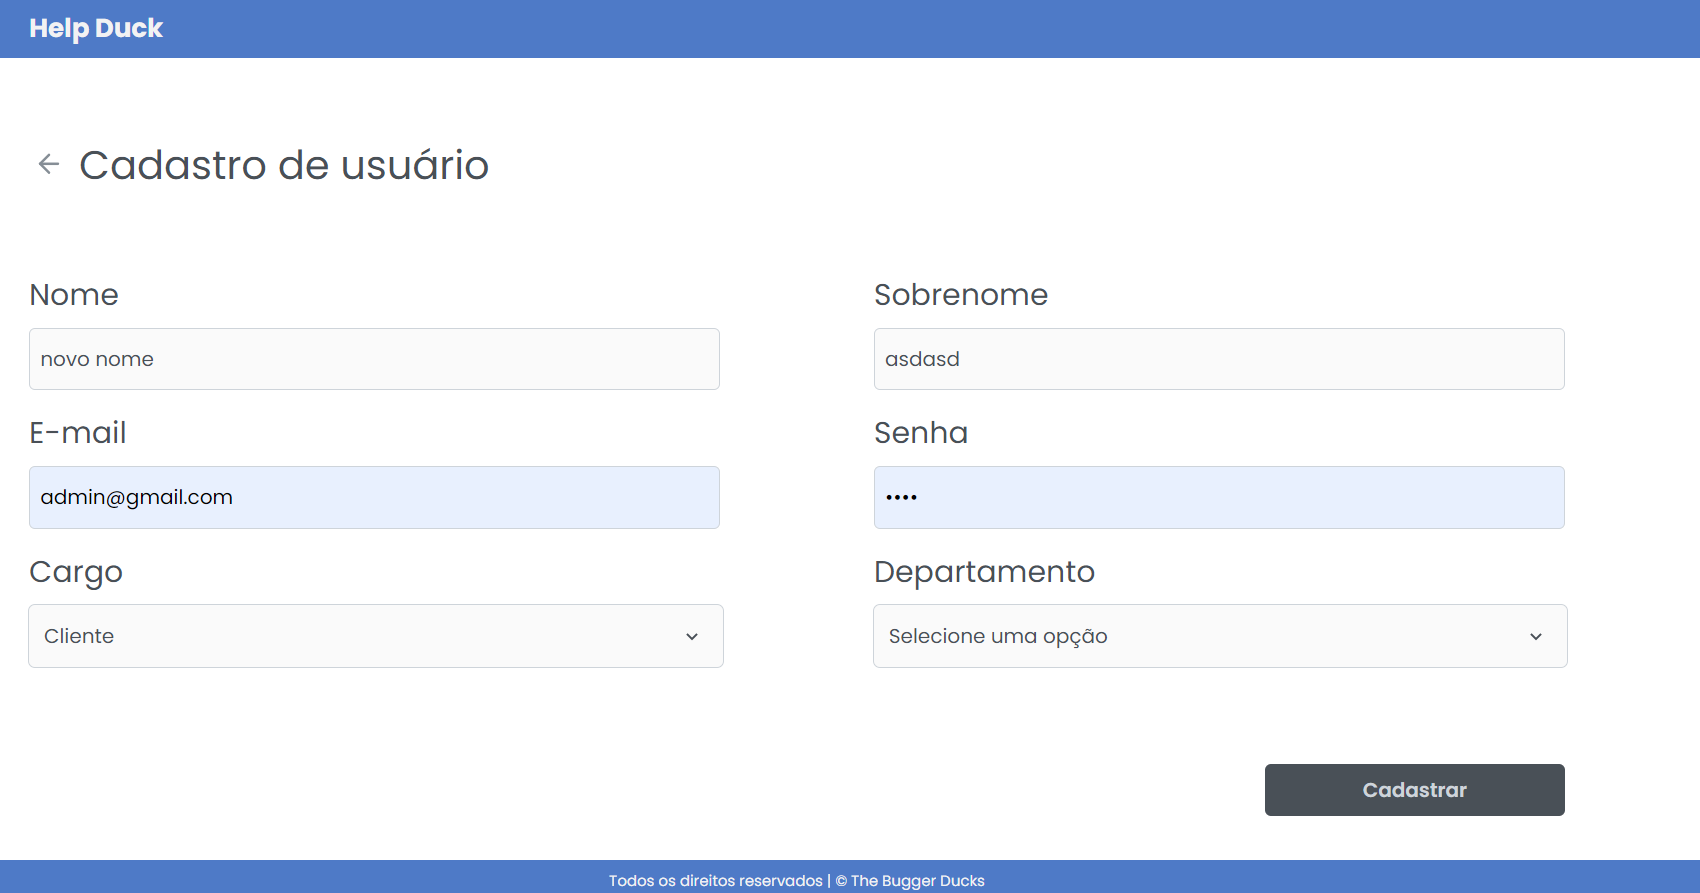 Help Duck
Cadastro de usuário
Nome
Sobrenome
novo nome
asdasd
E-mail
Senha
admin@gmail.com
••••
Cargo
Departamento
Cliente
Selecione uma opção
Cadastrar
Todos os direitos reservados | © The Bugger Ducks